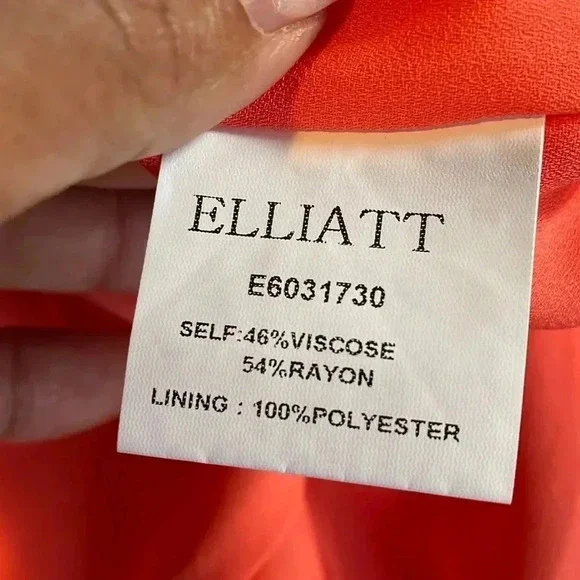 ELLIATT
E6031730
SELF:46%VISCOSE
54%RAYON
LINING : 100%POLYESTER